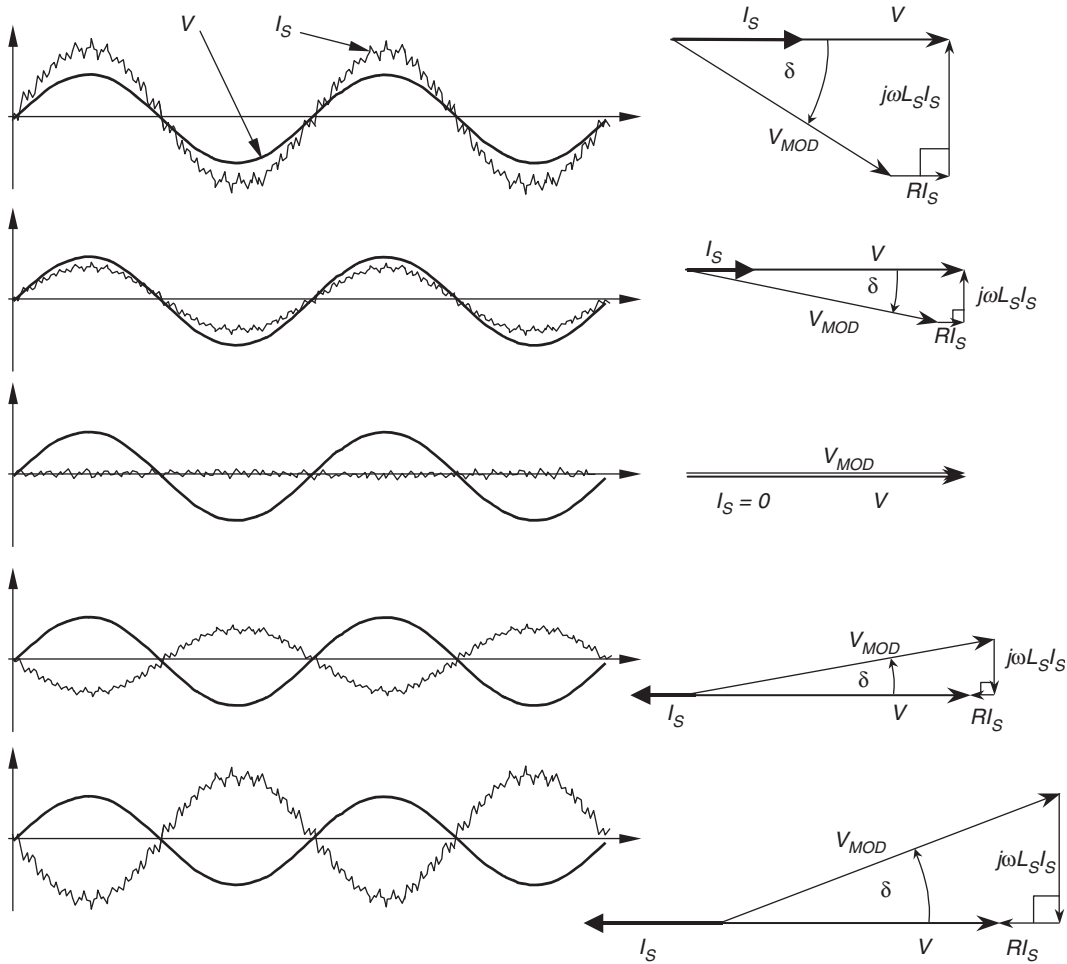 V I_S
I_S V
δ
jωL_SI_S
V_MOD
RI_S
I_S V
δ
jωL_SI_S
V_MOD
RI_S
V_MOD
I_S = 0 V
V_MOD
jωL_SI_S
δ
I_S V RI_S
V_MOD
jωL_SI_S
δ
I_S V RI_S